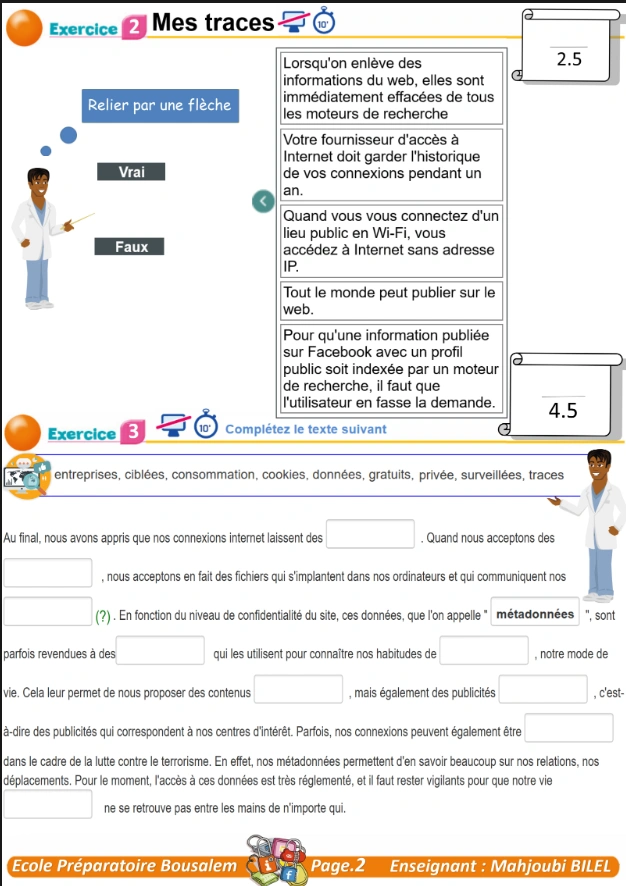 Exercice 2 Mes traces 10'
2.5
Relier par une flèche
Vrai
Faux
Lorsqu'on enlève des
informations du web, elles sont
immédiatement effacées de tous
les moteurs de recherche
Votre fournisseur d'accès à
Internet doit garder l'historique
de vos connexions pendant un
an.
Quand vous vous connectez d'un
lieu public en Wi-Fi, vous
accédez à Internet sans adresse
IP.
Tout le monde peut publier sur le
web.
Pour qu'une information publiée
sur Facebook avec un profil
public soit indexée par un moteur
de recherche, il faut que
l'utilisateur en fasse la demande.
4.5
Exercice 3 10' Complétez le texte suivant
entreprises, ciblées, consommation, cookies, données, gratuits, privée, surveillées, traces
Au final, nous avons appris que nos connexions internet laissent des . Quand nous acceptons des
, nous acceptons en fait des fichiers qui s'implantent dans nos ordinateurs et qui communiquent nos
(?) . En fonction du niveau de confidentialité du site, ces données, que l'on appelle " métadonnées ", sont
parfois revendues à des qui les utilisent pour connaître nos habitudes de , notre mode de
vie. Cela leur permet de nous proposer des contenus , mais également des publicités , c'est-
à-dire des publicités qui correspondent à nos centres d'intérêt. Parfois, nos connexions peuvent également être
dans le cadre de la lutte contre le terrorisme. En effet, nos métadonnées permettent d'en savoir beaucoup sur nos relations, nos
déplacements. Pour le moment, l'accès à ces données est très réglementé, et il faut rester vigilants pour que notre vie
ne se retrouve pas entre les mains de n'importe qui.
Ecole Préparatoire Bousalem Page.2 Enseignant : Mahjoubi BILEL